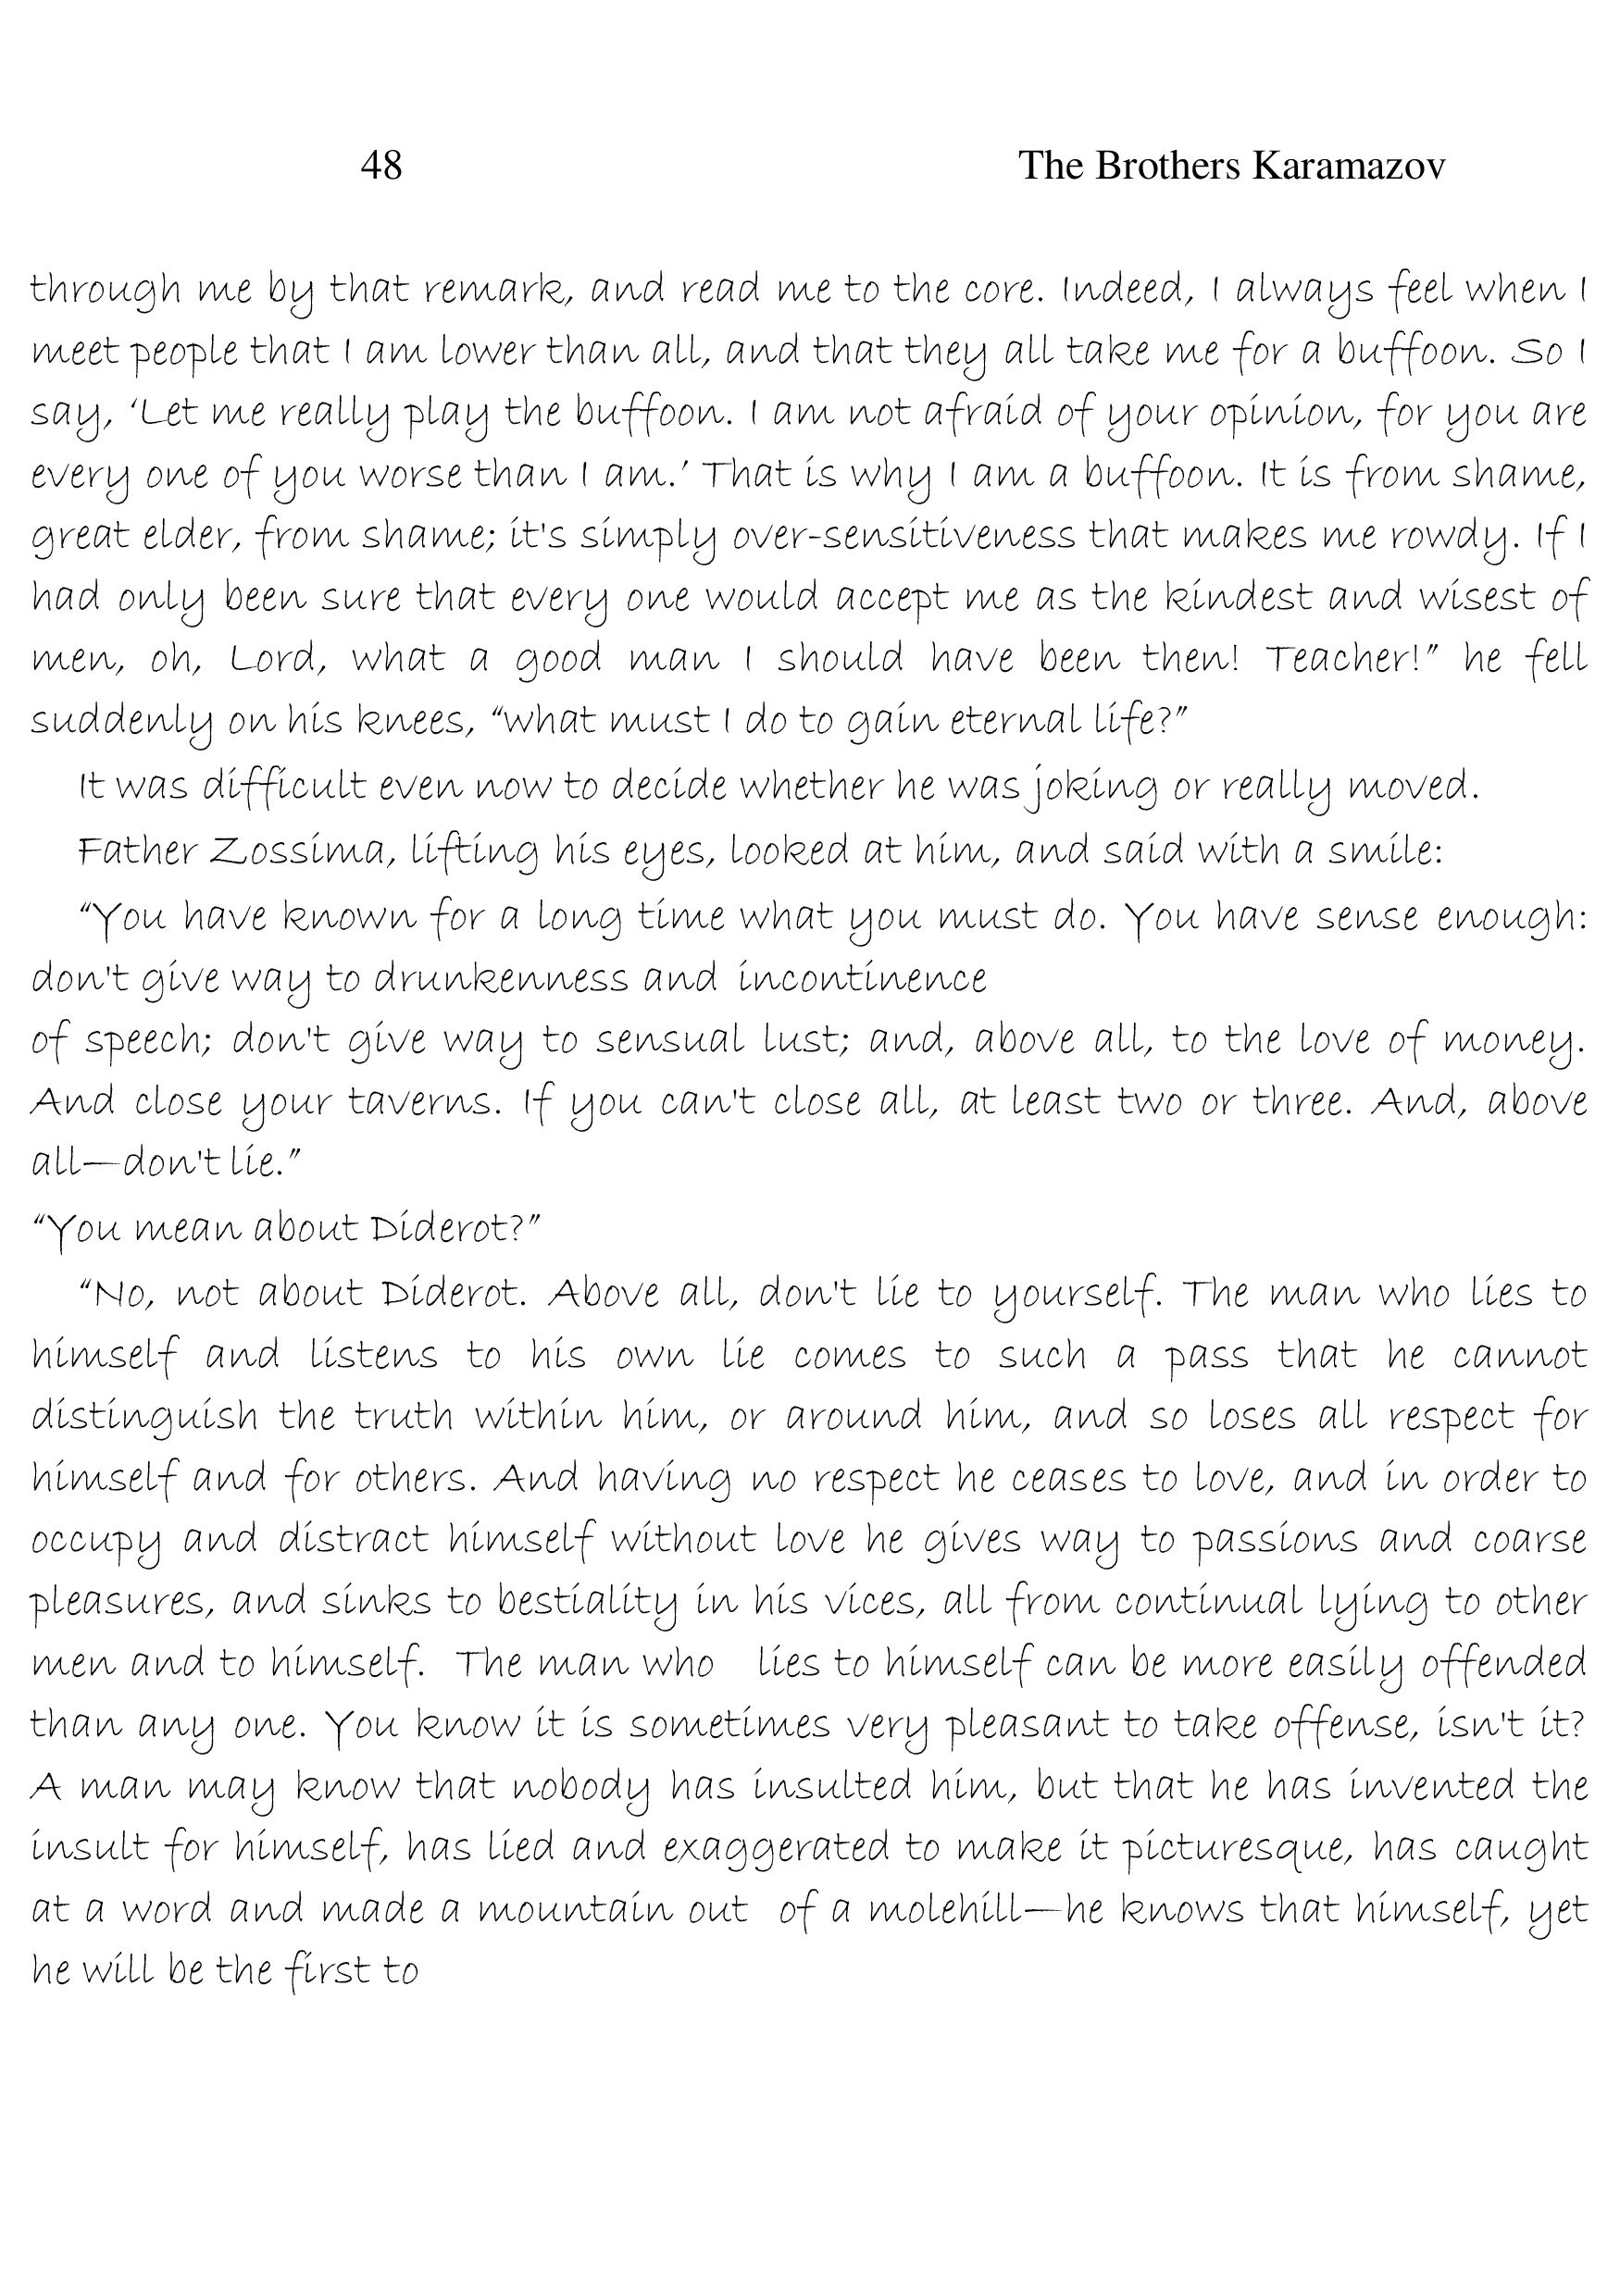 48 The Brothers Karamazov
through me by that remark, and read me to the core. Indeed, I always feel when I
meet people that I am lower than all, and that they all take me for a buffoon. So I
say, ‘Let me really play the buffoon. I am not afraid of your opinion, for you are
every one of you worse than I am.’ That is why I am a buffoon. It is from shame,
great elder, from shame; it's simply over-sensitiveness that makes me rowdy. If I
had only been sure that every one would accept me as the kindest and wisest of
men, oh, Lord, what a good man I should have been then! Teacher!” he fell
suddenly on his knees, “what must I do to gain eternal life?”
It was difficult even now to decide whether he was joking or really moved.
Father Zossima, lifting his eyes, looked at him, and said with a smile:
“You have known for a long time what you must do. You have sense enough:
don't give way to drunkenness and incontinence
of speech; don't give way to sensual lust; and, above all, to the love of money.
And close your taverns. If you can't close all, at least two or three. And, above
all—don't lie.”
“You mean about Diderot?”
“No, not about Diderot. Above all, don't lie to yourself. The man who lies to
himself and listens to his own lie comes to such a pass that he cannot
distinguish the truth within him, or around him, and so loses all respect for
himself and for others. And having no respect he ceases to love, and in order to
occupy and distract himself without love he gives way to passions and coarse
pleasures, and sinks to bestiality in his vices, all from continual lying to other
men and to himself. The man who lies to himself can be more easily offended
than any one. You know it is sometimes very pleasant to take offense, isn't it?
A man may know that nobody has insulted him, but that he has invented the
insult for himself, has lied and exaggerated to make it picturesque, has caught
at a word and made a mountain out of a molehill—he knows that himself, yet
he will be the first to